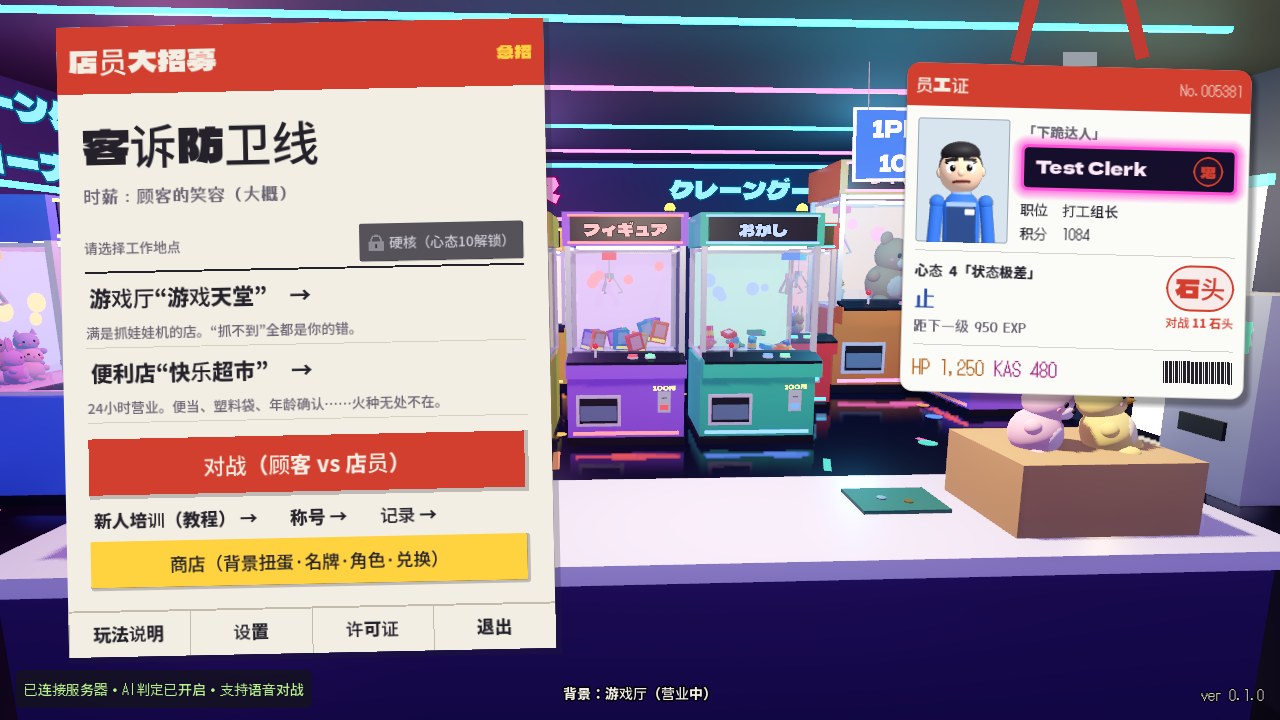 店员大招募
急招
客诉防卫线
时薪：顾客的笑容（大概）
请选择工作地点
硬核（心态10解锁）
游戏厅“游戏天堂” →
满是抓娃娃机的店。“抓不到”全都是你的错。
便利店“快乐超市” →
24小时营业。便当、塑料袋、年龄确认……火种无处不在。
对战（顾客 vs 店员）
新人培训（教程）→ 称号→ 记录→
商店（背景扭蛋·名牌·角色·兑换）
玩法说明 设置 许可证 退出
已连接服务器・AI判定已开启・支持语音对战
クレーンゲー
フィギュア
おかし
100円
100円
员工证
No.005381
「下跪达人」
Test Clerk
职位 打工组长
积分 1084
心态 4「状态极差」
止
距下一级 950 EXP
石头
对战 11 石头
HP 1,250 KAS 480
背景：游戏厅（营业中）
ver 0.1.0